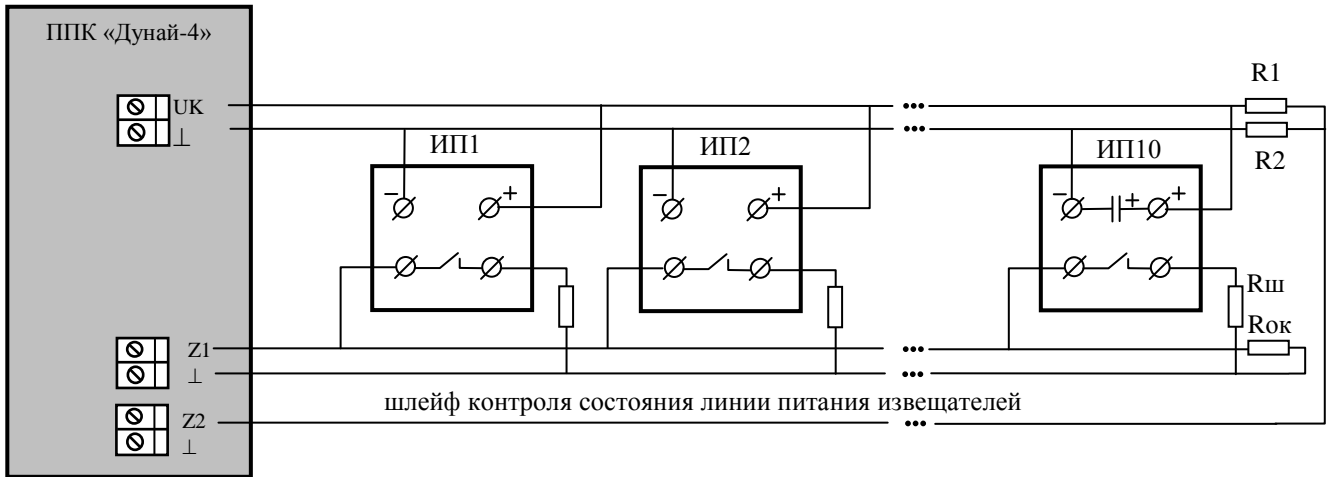 ППК «Дунай-4»
UK
⊥
R1
R2
ИП1
ИП2
ИП10
− +
− +
− + +
Rш
Rок
Z1
⊥
шлейф контроля состояния линии питания извещателей
Z2
⊥